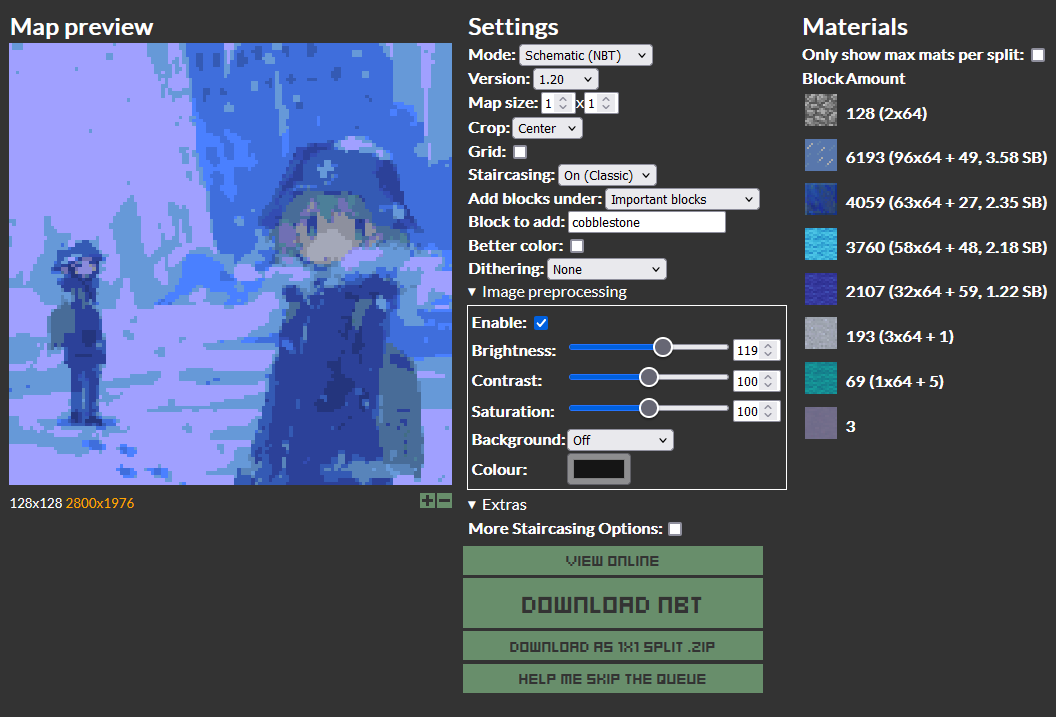 Map preview
128x128 2800x1976
Settings
Mode: Schematic (NBT)
Version: 1.20
Map size: 1 x 1
Crop: Center
Grid:
Staircasing: On (Classic)
Add blocks under: Important blocks
Block to add: cobblestone
Better color:
Dithering: None
▼ Image preprocessing
Enable:
Brightness: 119
Contrast: 100
Saturation: 100
Background: Off
Colour:
▼ Extras
More Staircasing Options:
VIEW ONLINE
DOWNLOAD NBT
DOWNLOAD AS 1X1 SPLIT .ZIP
HELP ME SKIP THE QUEUE
Materials
Only show max mats per split:
Block Amount
128 (2x64)
6193 (96x64 + 49, 3.58 SB)
4059 (63x64 + 27, 2.35 SB)
3760 (58x64 + 48, 2.18 SB)
2107 (32x64 + 59, 1.22 SB)
193 (3x64 + 1)
69 (1x64 + 5)
3